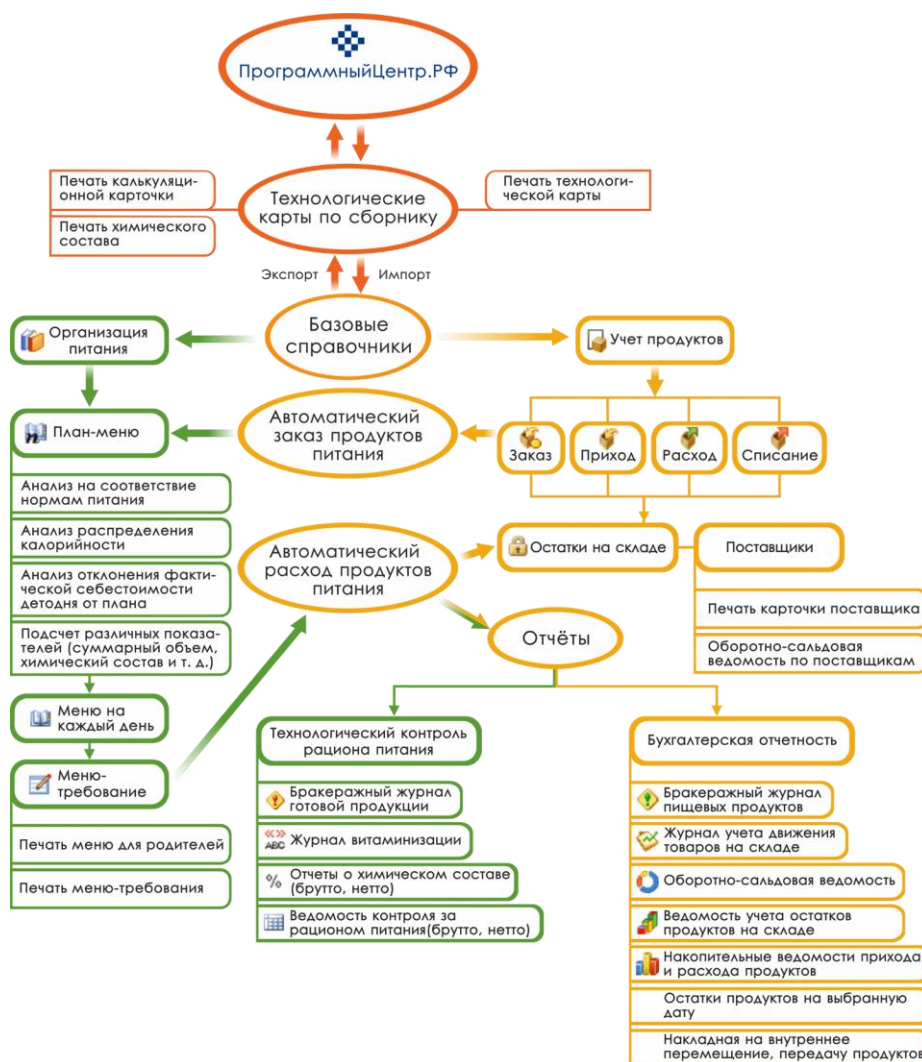 ПрограммныйЦентр.РФ
Печать калькуляци-
онной карточки
Печать химического
состава
Технологические
карты по сборнику
Печать технологи-
ческой карты
Экспорт
Импорт
Организация
питания
Базовые
справочники
Учет продуктов
План-меню
Автоматический
заказ продуктов
питания
Заказ
Приход
Расход
Списание
Анализ на соответствие
нормам питания
Анализ распределения
калорийности
Анализ отклонения факти-
ческой себестоимости
детодня от плана
Подсчет различных показа-
телей (суммарный объем,
химический состав и т. д.)
Меню на
каждый день
Меню-
требование
Печать меню для родителей
Печать меню-требования
Автоматический
расход продуктов
питания
Остатки на складе
Поставщики
Печать карточки поставщика
Оборотно-сальдовая
ведомость по поставщикам
Отчёты
Технологический контроль
рациона питания
Бракеражный журнал
готовой продукции
ABC
Журнал витаминизации
%
Отчеты о химическом составе
(брутто, нетто)
Ведомость контроля за
рационом питания(брутто, нетто)
Бухгалтерская отчетность
Бракеражный журнал
пищевых продуктов
Журнал учета движения
товаров на складе
Оборотно-сальдовая ведомость
Ведомость учета остатков
продуктов на складе
Накопительные ведомости прихода
и расхода продуктов
Остатки продуктов на выбранную
дату
Накладная на внутреннее
перемещение, передачу продуктов